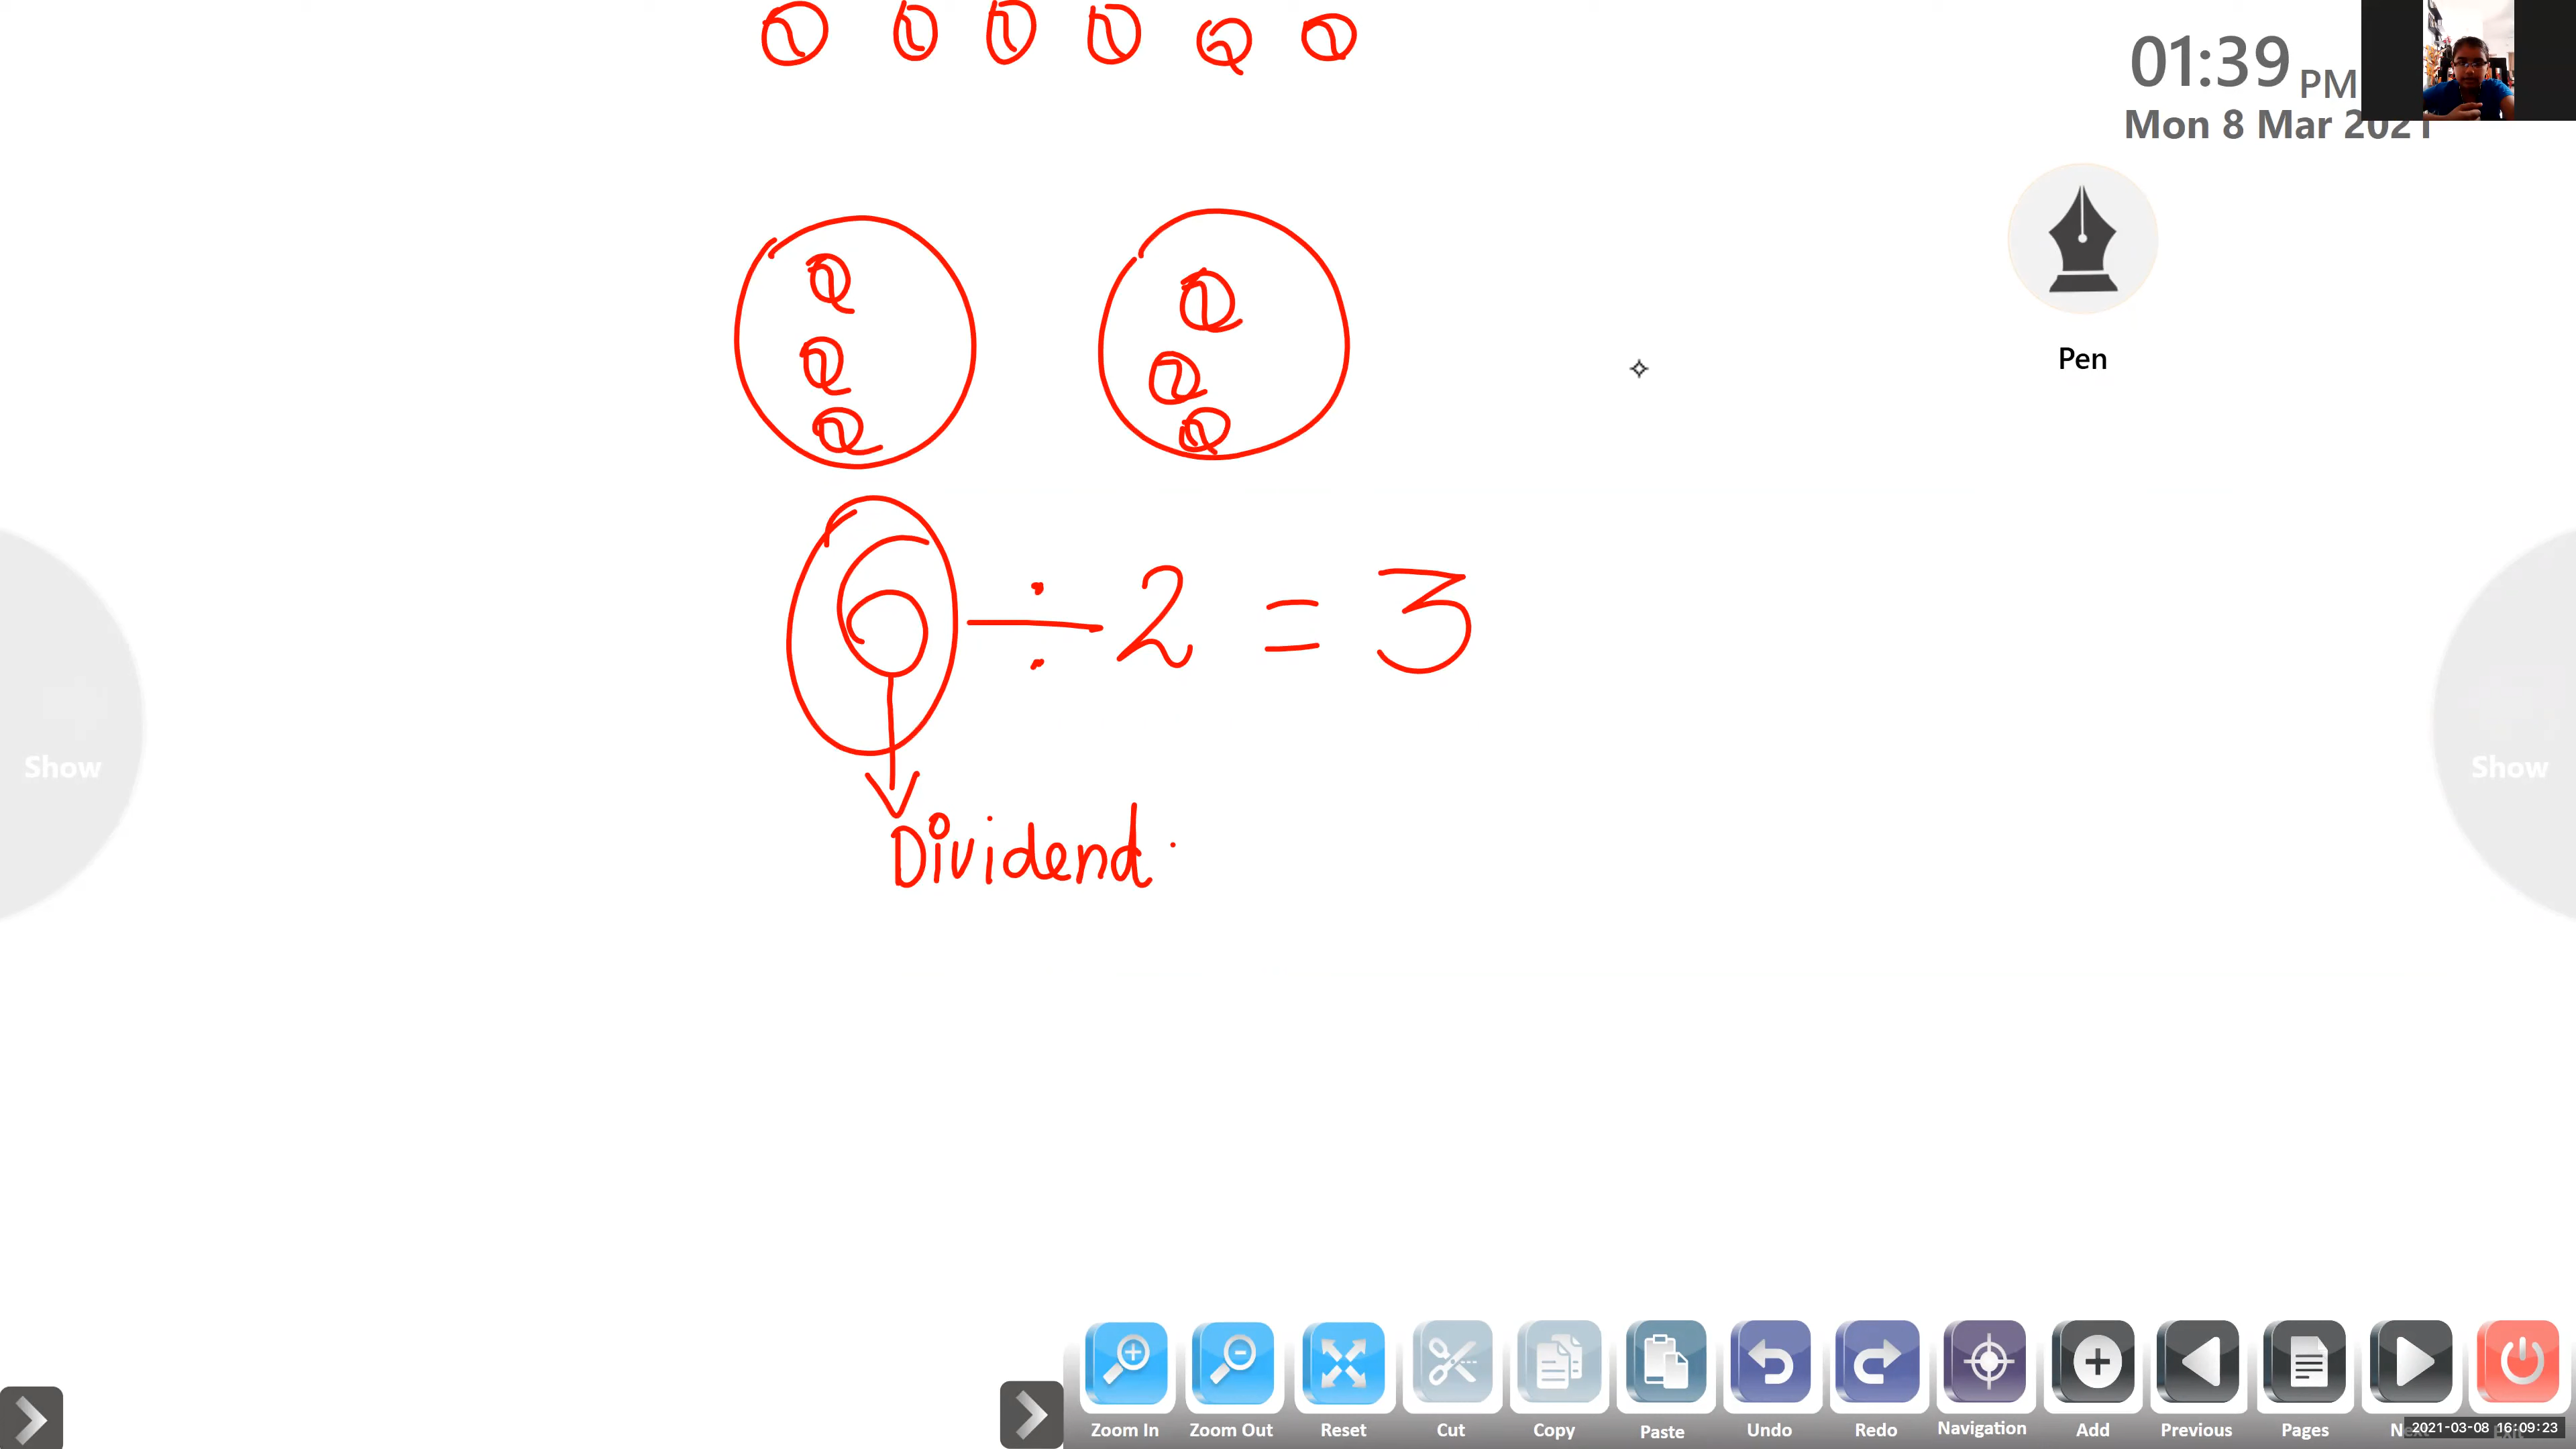 01:39 PM
Mon 8 Mar 2021
Pen
6 ÷ 2 = 3
Show
Show
Dividend
Zoom In Zoom Out Reset Cut Copy Paste Undo Redo Navigation Add Previous Pages
2021-03-08 16:09:23